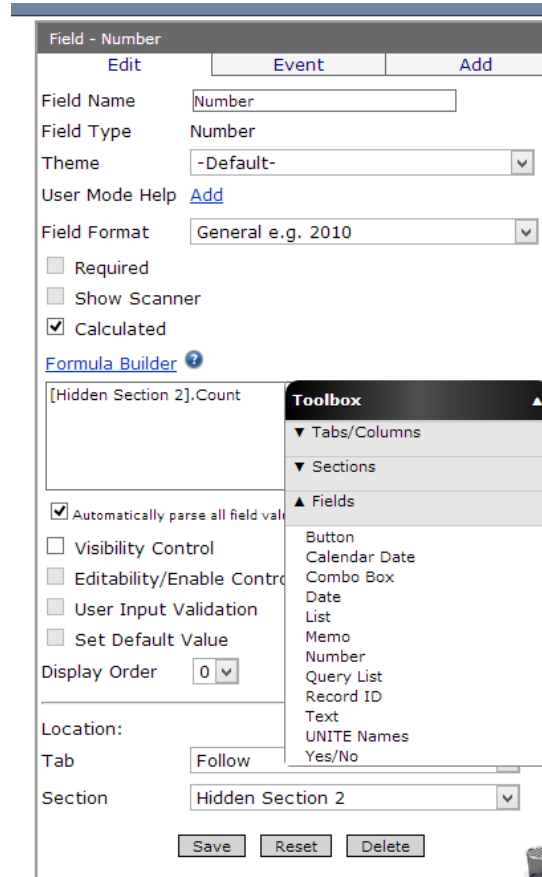 Field - Number
Edit Event Add
Field Name Number
Field Type Number
Theme -Default-
User Mode Help Add
Field Format General e.g. 2010
Required
Show Scanner
Calculated
Formula Builder ?
[Hidden Section 2].Count
Toolbox
Tabs/Columns
Sections
Fields
Button
Calendar Date
Combo Box
Date
List
Memo
Number
Query List
Record ID
Text
UNITE Names
Yes/No
Automatically parse all field
Visibility Control
Editability/Enable
User Input Validation
Set Default Value
Display Order 0
Location:
Tab Follow
Section Hidden Section 2
Save Reset Delete